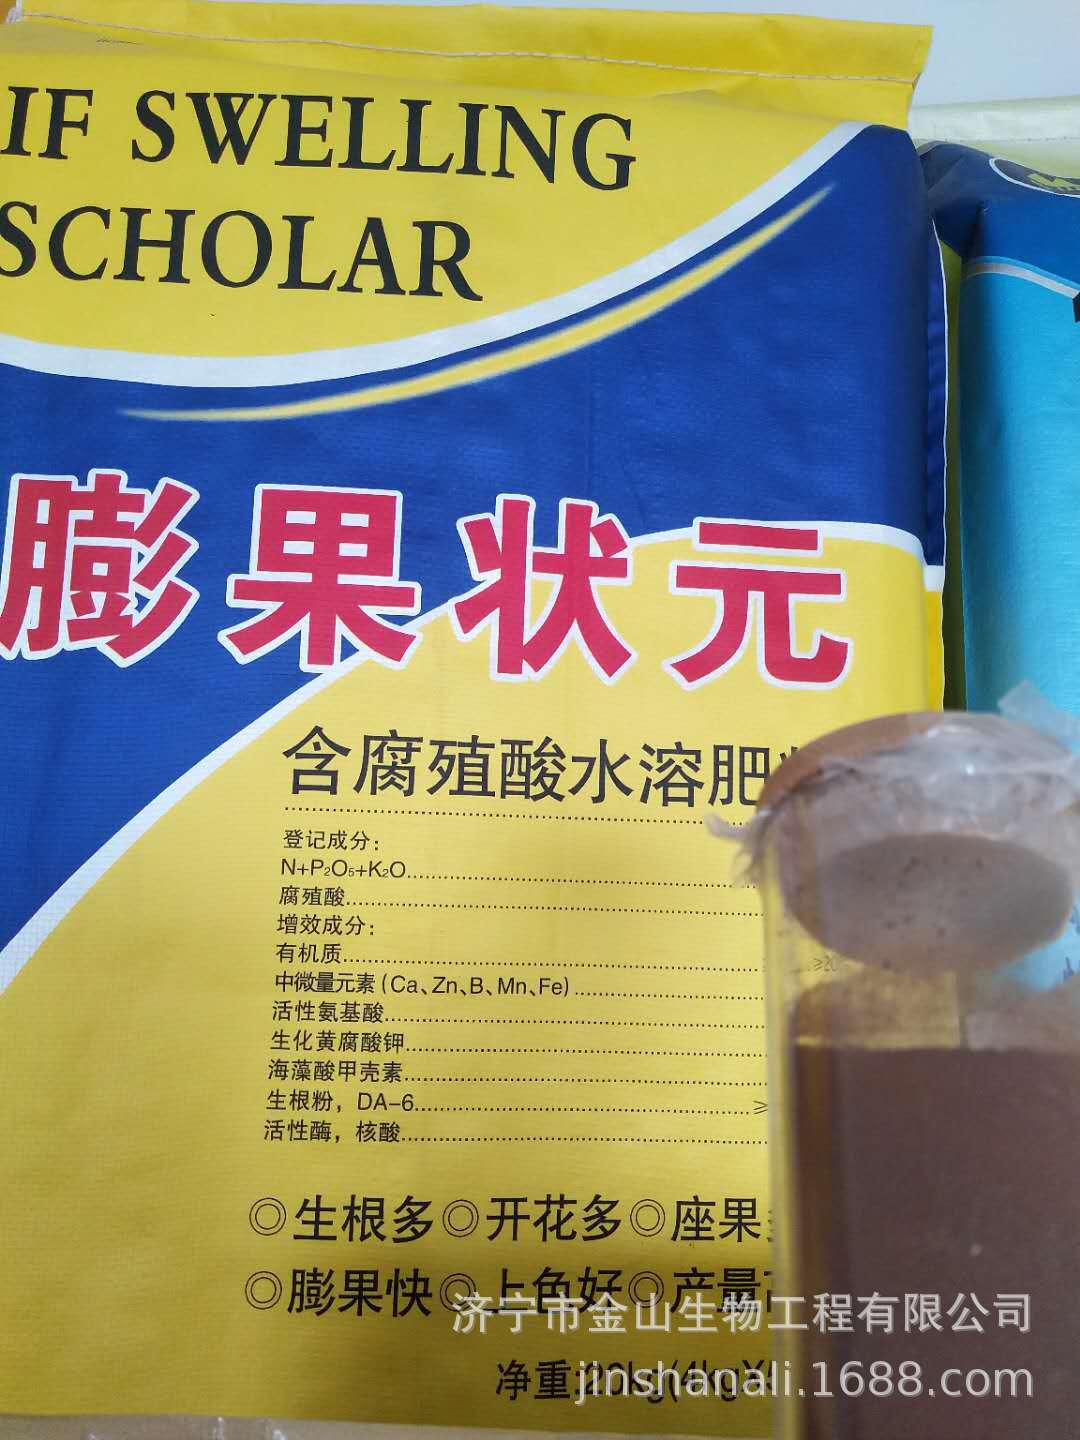 IF SWELLING
SCHOLAR
膨果状元
含腐殖酸水溶肥
登记成分:
N+P2O5+K2O
腐殖酸
增效成分:
有机质 ≥20
中微量元素(Ca、Zn、B、Mn、Fe)
活性氨基酸
生化黄腐酸钾
海藻酸甲壳素
生根粉，DA-6 ≥
活性酶，核酸
◎生根多◎开花多◎座果
◎膨果快◎上色好◎产量
济宁市金山生物工程有限公司
净重:20kg(4kgX
jinshanali.1688.com